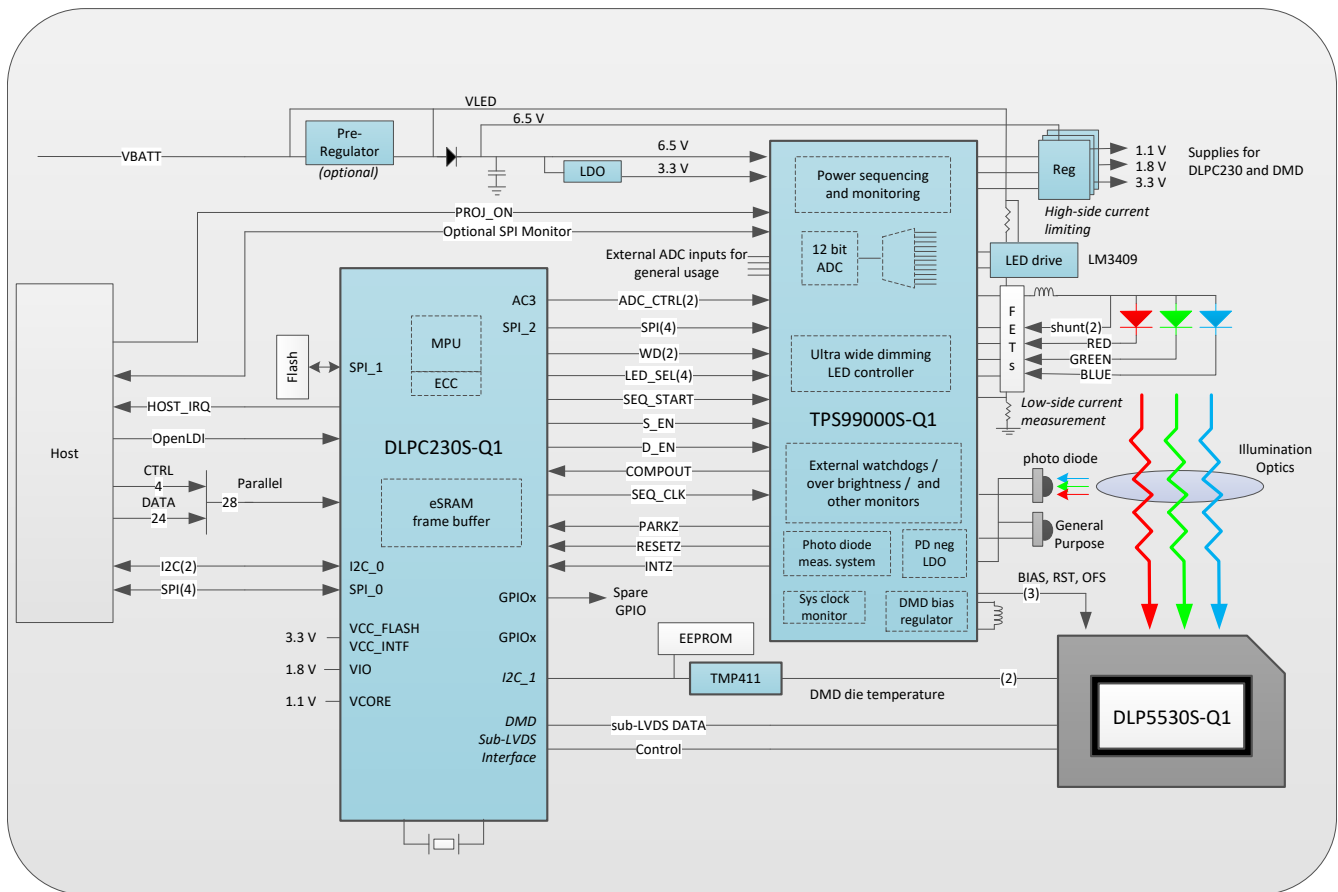 VLED
6.5 V
Pre-
Regulator
(optional)
VBATT
6.5 V
3.3 V
LDO
Power sequencing
and monitoring
Reg
1.1 V
1.8 V
3.3 V
Supplies for
DLPC230 and DMD
PROJ_ON
Optional SPI Monitor
High-side current
limiting
External ADC inputs for
general usage
12 bit
ADC
LED drive
LM3409
AC3
ADC_CTRL(2)
SPI_2
SPI(4)
MPU
ECC
WD(2)
LED_SEL(4)
SEQ_START
S_EN
D_EN
COMPOUT
SEQ_CLK
PARKZ
RESETZ
INTZ
Ultra wide dimming
LED controller
F
E
T
s
shunt(2)
RED
GREEN
BLUE
Low-side current
measurement
Flash
SPI_1
HOST_IRQ
OpenLDI
Host
CTRL
4
DATA
24
Parallel
28
I2C(2)
SPI(4)
DLPC230S-Q1
eSRAM
frame buffer
I2C_0
SPI_0
TPS99000S-Q1
External watchdogs /
over brightness / and
other monitors
Photo diode
meas. system
PD neg
LDO
Sys clock
monitor
DMD bias
regulator
photo diode
Illumination
Optics
General
Purpose
BIAS, RST, OFS
(3)
GPIOx
Spare
GPIO
3.3 V
VCC_FLASH
VCC_INTF
GPIOx
1.8 V
VIO
1.1 V
VCORE
EEPROM
I2C_1
TMP411
DMD die temperature
(2)
DMD
Sub-LVDS
Interface
sub-LVDS DATA
Control
DLP5530S-Q1